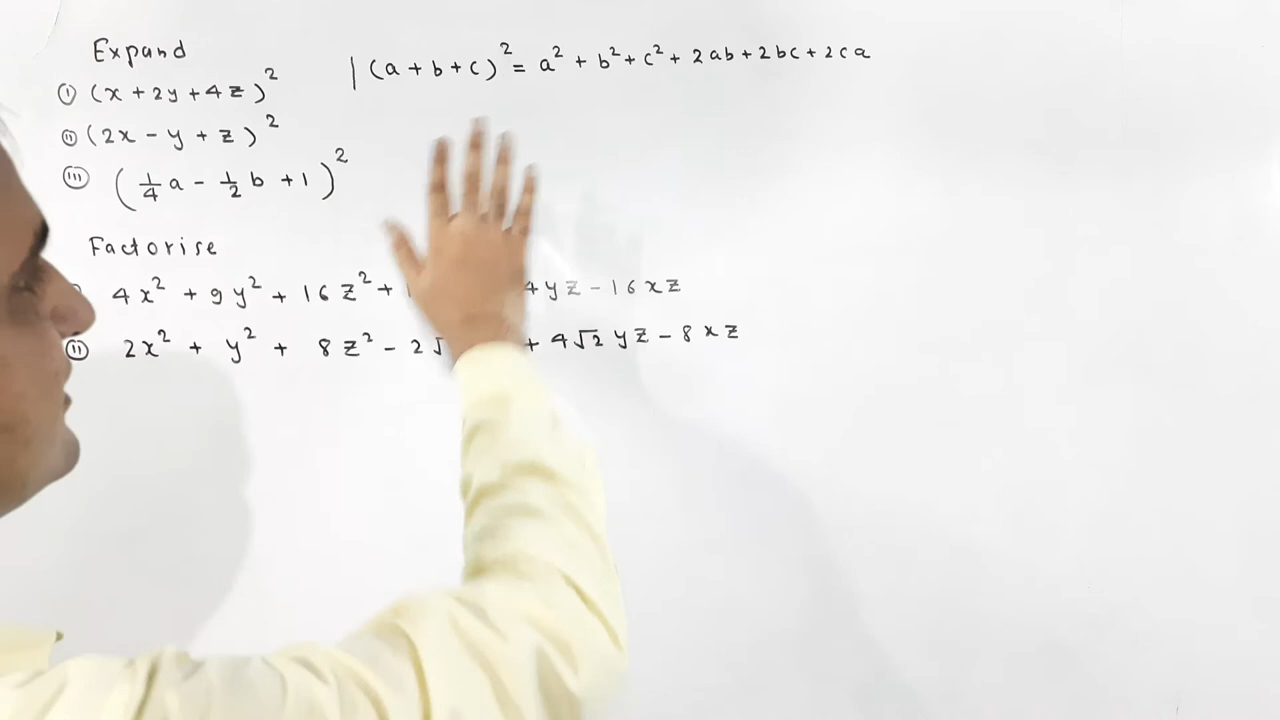 Expand
(i) (x + 2y + 4z)² | (a + b + c)² = a² + b² + c² + 2ab + 2bc + 2ca
(ii) (2x - y + z)²
(iii) (1/4 a - 1/2 b + 1)²
Factorise
4x² + 9y² + 16z² + 4yz - 16xz
(ii) 2x² + y² + 8z² - 2√ + 4√2 yz - 8xz